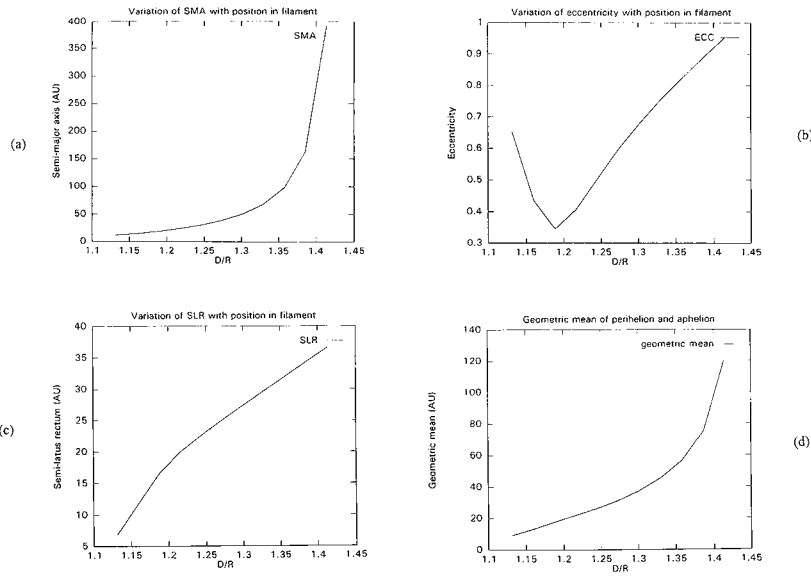 Variation of SMA with position in filament
400
SMA
350
300
250
200
150
100
50
0
Semi-major axis (AU)
(a)
1.1 1.15 1.2 1.25 1.3 1.35 1.4 1.45
D/R
Variation of eccentricity with position in filament
1
ECC
0.9
0.8
0.7
0.6
0.5
0.4
0.3
Eccentricity
(b)
1.1 1.15 1.2 1.25 1.3 1.35 1.4 1.45
D/R
Variation of SLR with position in filament
40
SLR
35
30
25
20
15
10
5
Semi-latus rectum (AU)
(c)
1.1 1.15 1.2 1.25 1.3 1.35 1.4 1.45
D/R
Geometric mean of perihelion and aphelion
140
geometric mean
120
100
80
60
40
20
0
Geometric mean (AU)
(d)
1.1 1.15 1.2 1.25 1.3 1.35 1.4 1.45
D/R